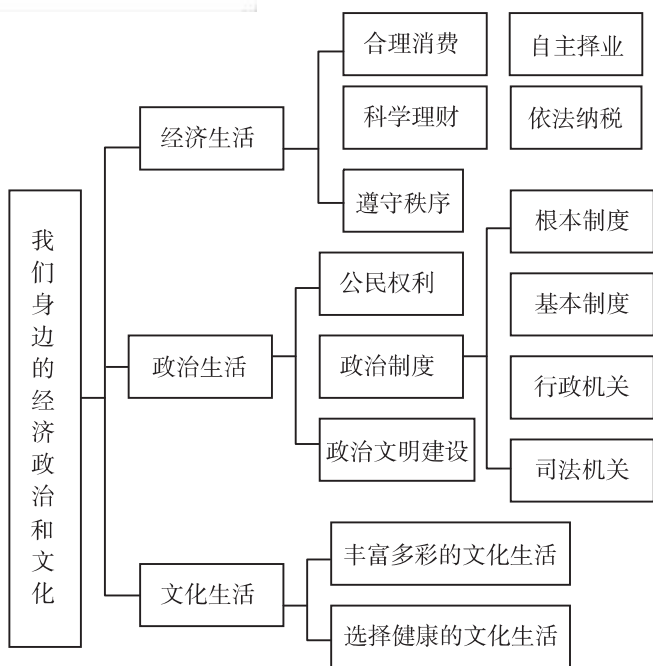 我们身边的经济政治和文化
经济生活
合理消费
自主择业
科学理财
依法纳税
遵守秩序
政治生活
公民权利
政治制度
政治文明建设
根本制度
基本制度
行政机关
司法机关
文化生活
丰富多彩的文化生活
选择健康的文化生活